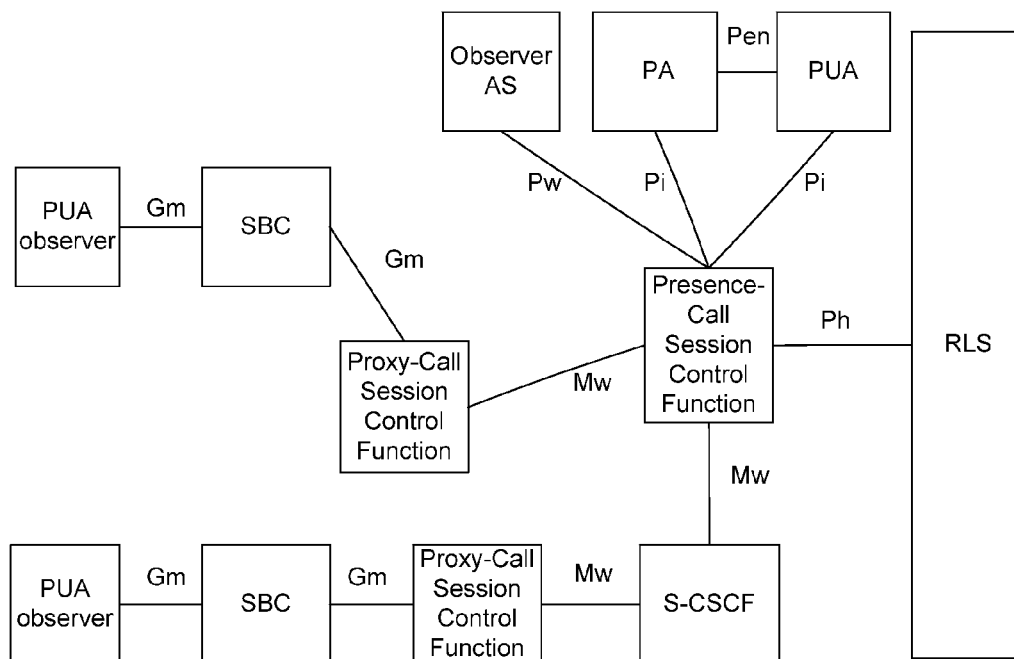 Observer
AS
PA
Pen
PUA
Pw
Pi
Pi
PUA
observer
Gm
SBC
Gm
Presence-
Call
Session
Control
Function
Ph
RLS
Proxy-Call
Session
Control
Function
Mw
Mw
PUA
observer
Gm
SBC
Gm
Proxy-Call
Session
Control
Function
Mw
S-CSCF